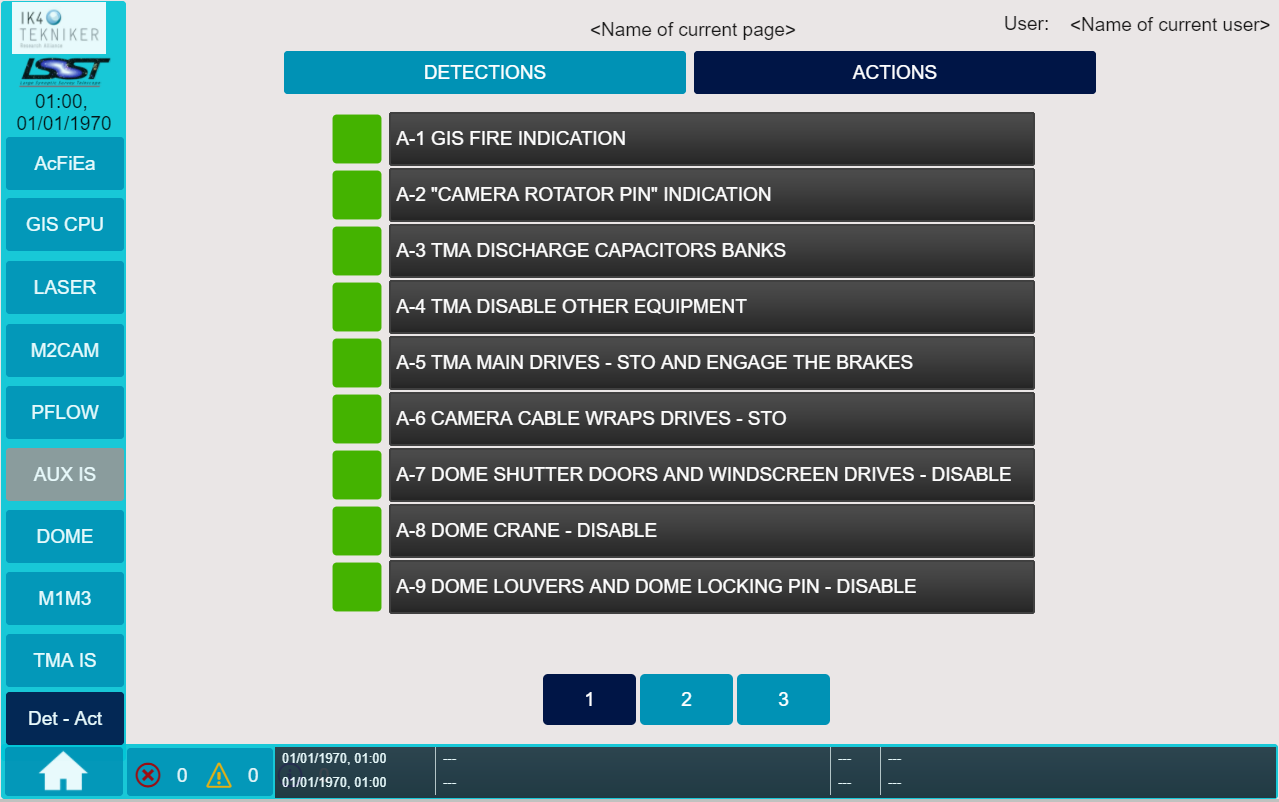 IK4
TEKNIKER
Research Alliance
LSST
Large Synoptic Survey Telescope
01:00,
01/01/1970
<Name of current page>
User: <Name of current user>
DETECTIONS
ACTIONS
AcFiEa
GIS CPU
LASER
M2CAM
PFLOW
AUX IS
DOME
M1M3
TMA IS
Det - Act
A-1 GIS FIRE INDICATION
A-2 "CAMERA ROTATOR PIN" INDICATION
A-3 TMA DISCHARGE CAPACITORS BANKS
A-4 TMA DISABLE OTHER EQUIPMENT
A-5 TMA MAIN DRIVES - STO AND ENGAGE THE BRAKES
A-6 CAMERA CABLE WRAPS DRIVES - STO
A-7 DOME SHUTTER DOORS AND WINDSCREEN DRIVES - DISABLE
A-8 DOME CRANE - DISABLE
A-9 DOME LOUVERS AND DOME LOCKING PIN - DISABLE
1 2 3
0 0
01/01/1970, 01:00 --- --- ---
01/01/1970, 01:00 --- --- ---